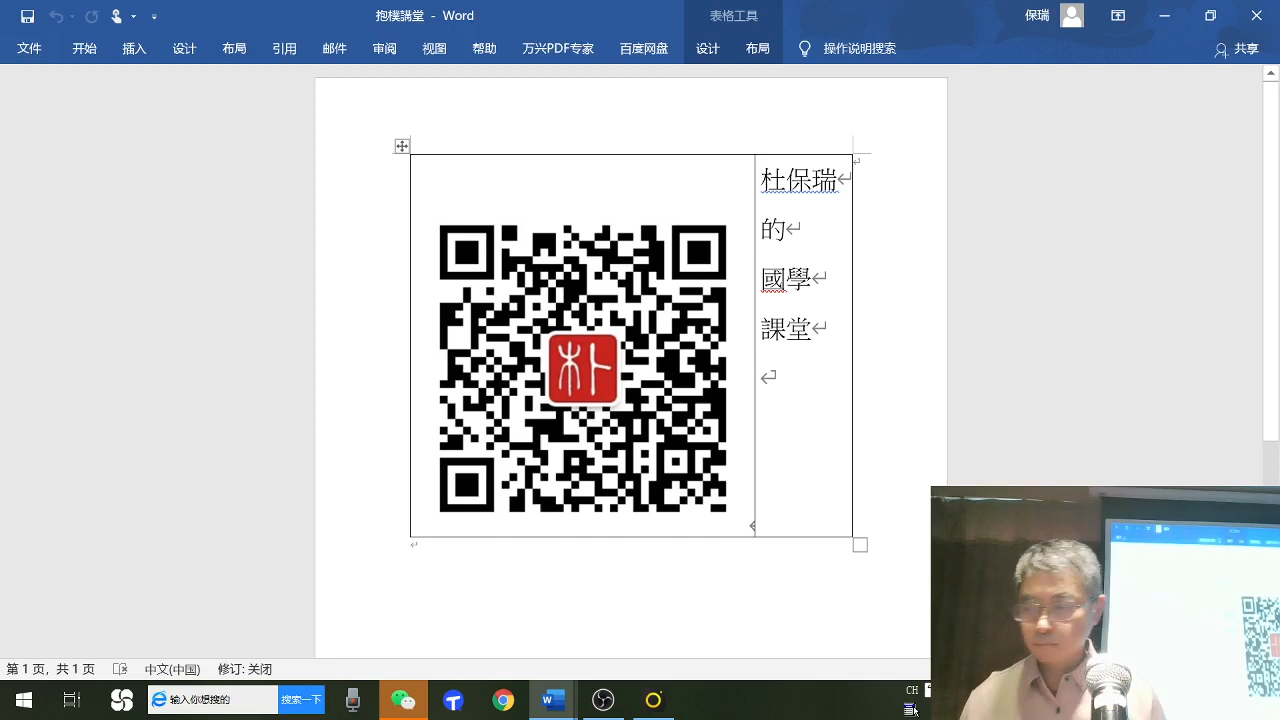 抱樸講堂 - Word
表格工具
保瑞
文件 开始 插入 设计 布局 引用 邮件 审阅 视图 帮助 万兴PDF专家 百度网盘 设计 布局 操作说明搜索 共享
杜保瑞
的
國學
課堂
朴
第 1 页，共 1 页 中文(中国) 修订: 关闭
输入你想搜的 搜索一下
CH